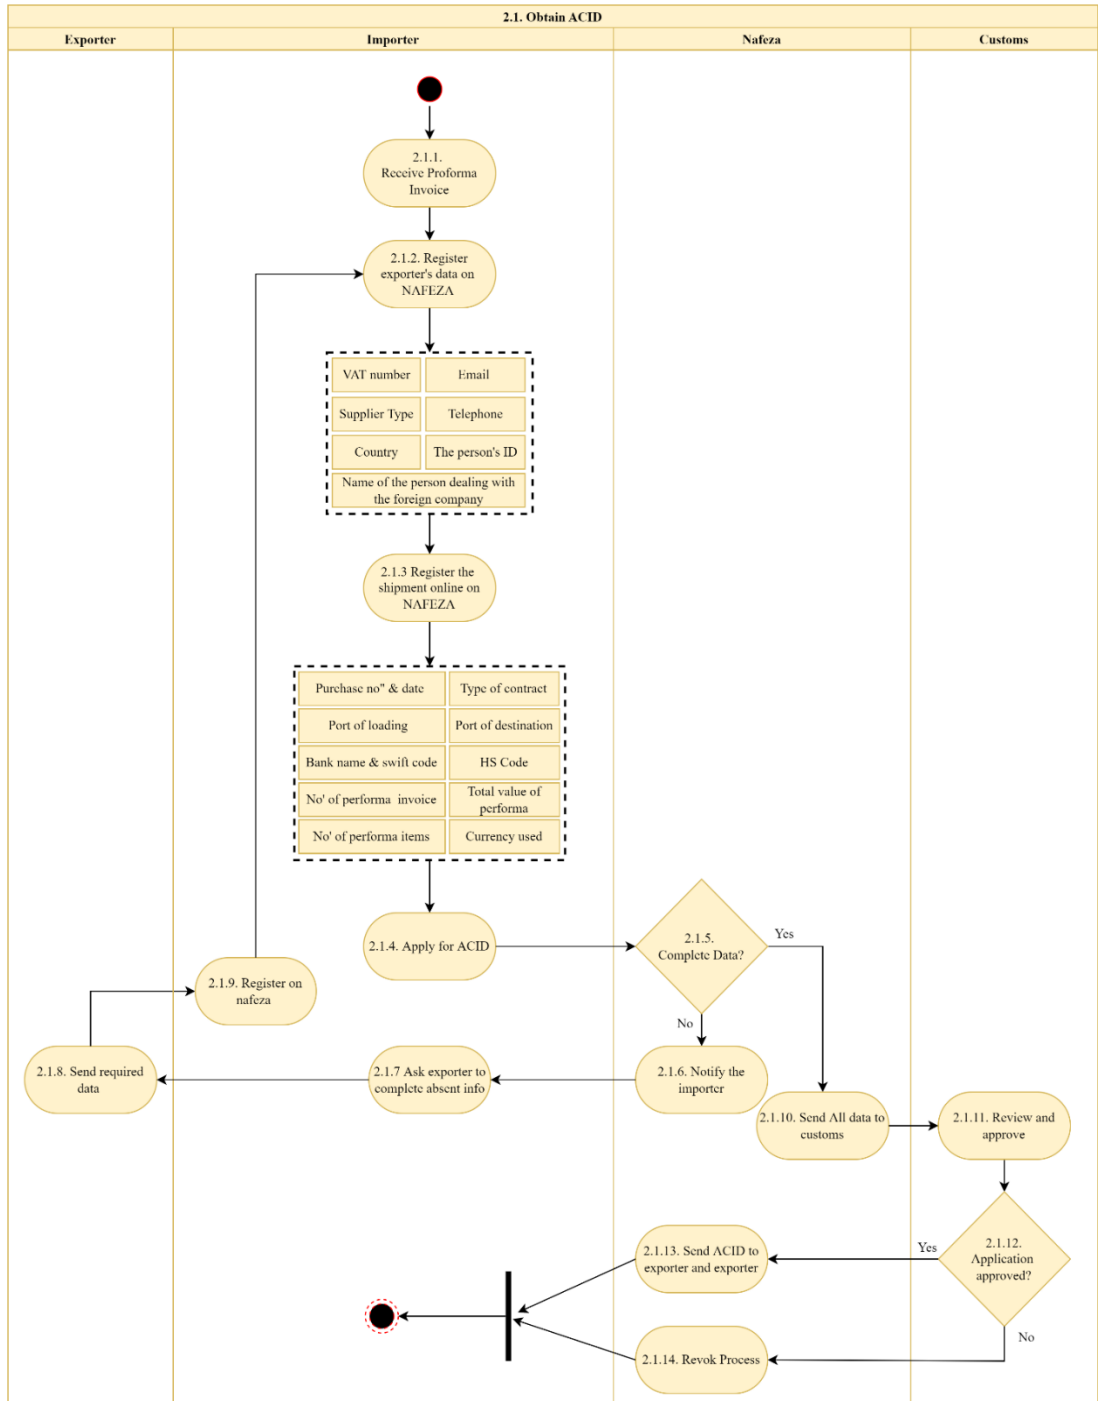 2.1. Obtain ACID
Exporter
Importer
Nafeza
Customs
2.1.1.
Receive Proforma
Invoice
2.1.2. Register
exporter's data on
NAFEZA
VAT number
Email
Supplier Type
Telephone
Country
The person's ID
Name of the person dealing with
the foreign company
2.1.3 Register the
shipment online on
NAFEZA
Purchase no" & date
Type of contract
Port of loading
Port of destination
Bank name & swift code
HS Code
No' of performa invoice
Total value of
performa
No' of performa items
Currency used
2.1.4. Apply for ACID
2.1.5.
Complete Data?
Yes
No
2.1.9. Register on
nafeza
2.1.8. Send required
data
2.1.7 Ask exporter to
complete absent info
2.1.6. Notify the
importer
2.1.10. Send All data to
customs
2.1.11. Review and
approve
2.1.12.
Application
approved?
Yes
2.1.13. Send ACID to
exporter and exporter
No
2.1.14. Revok Process